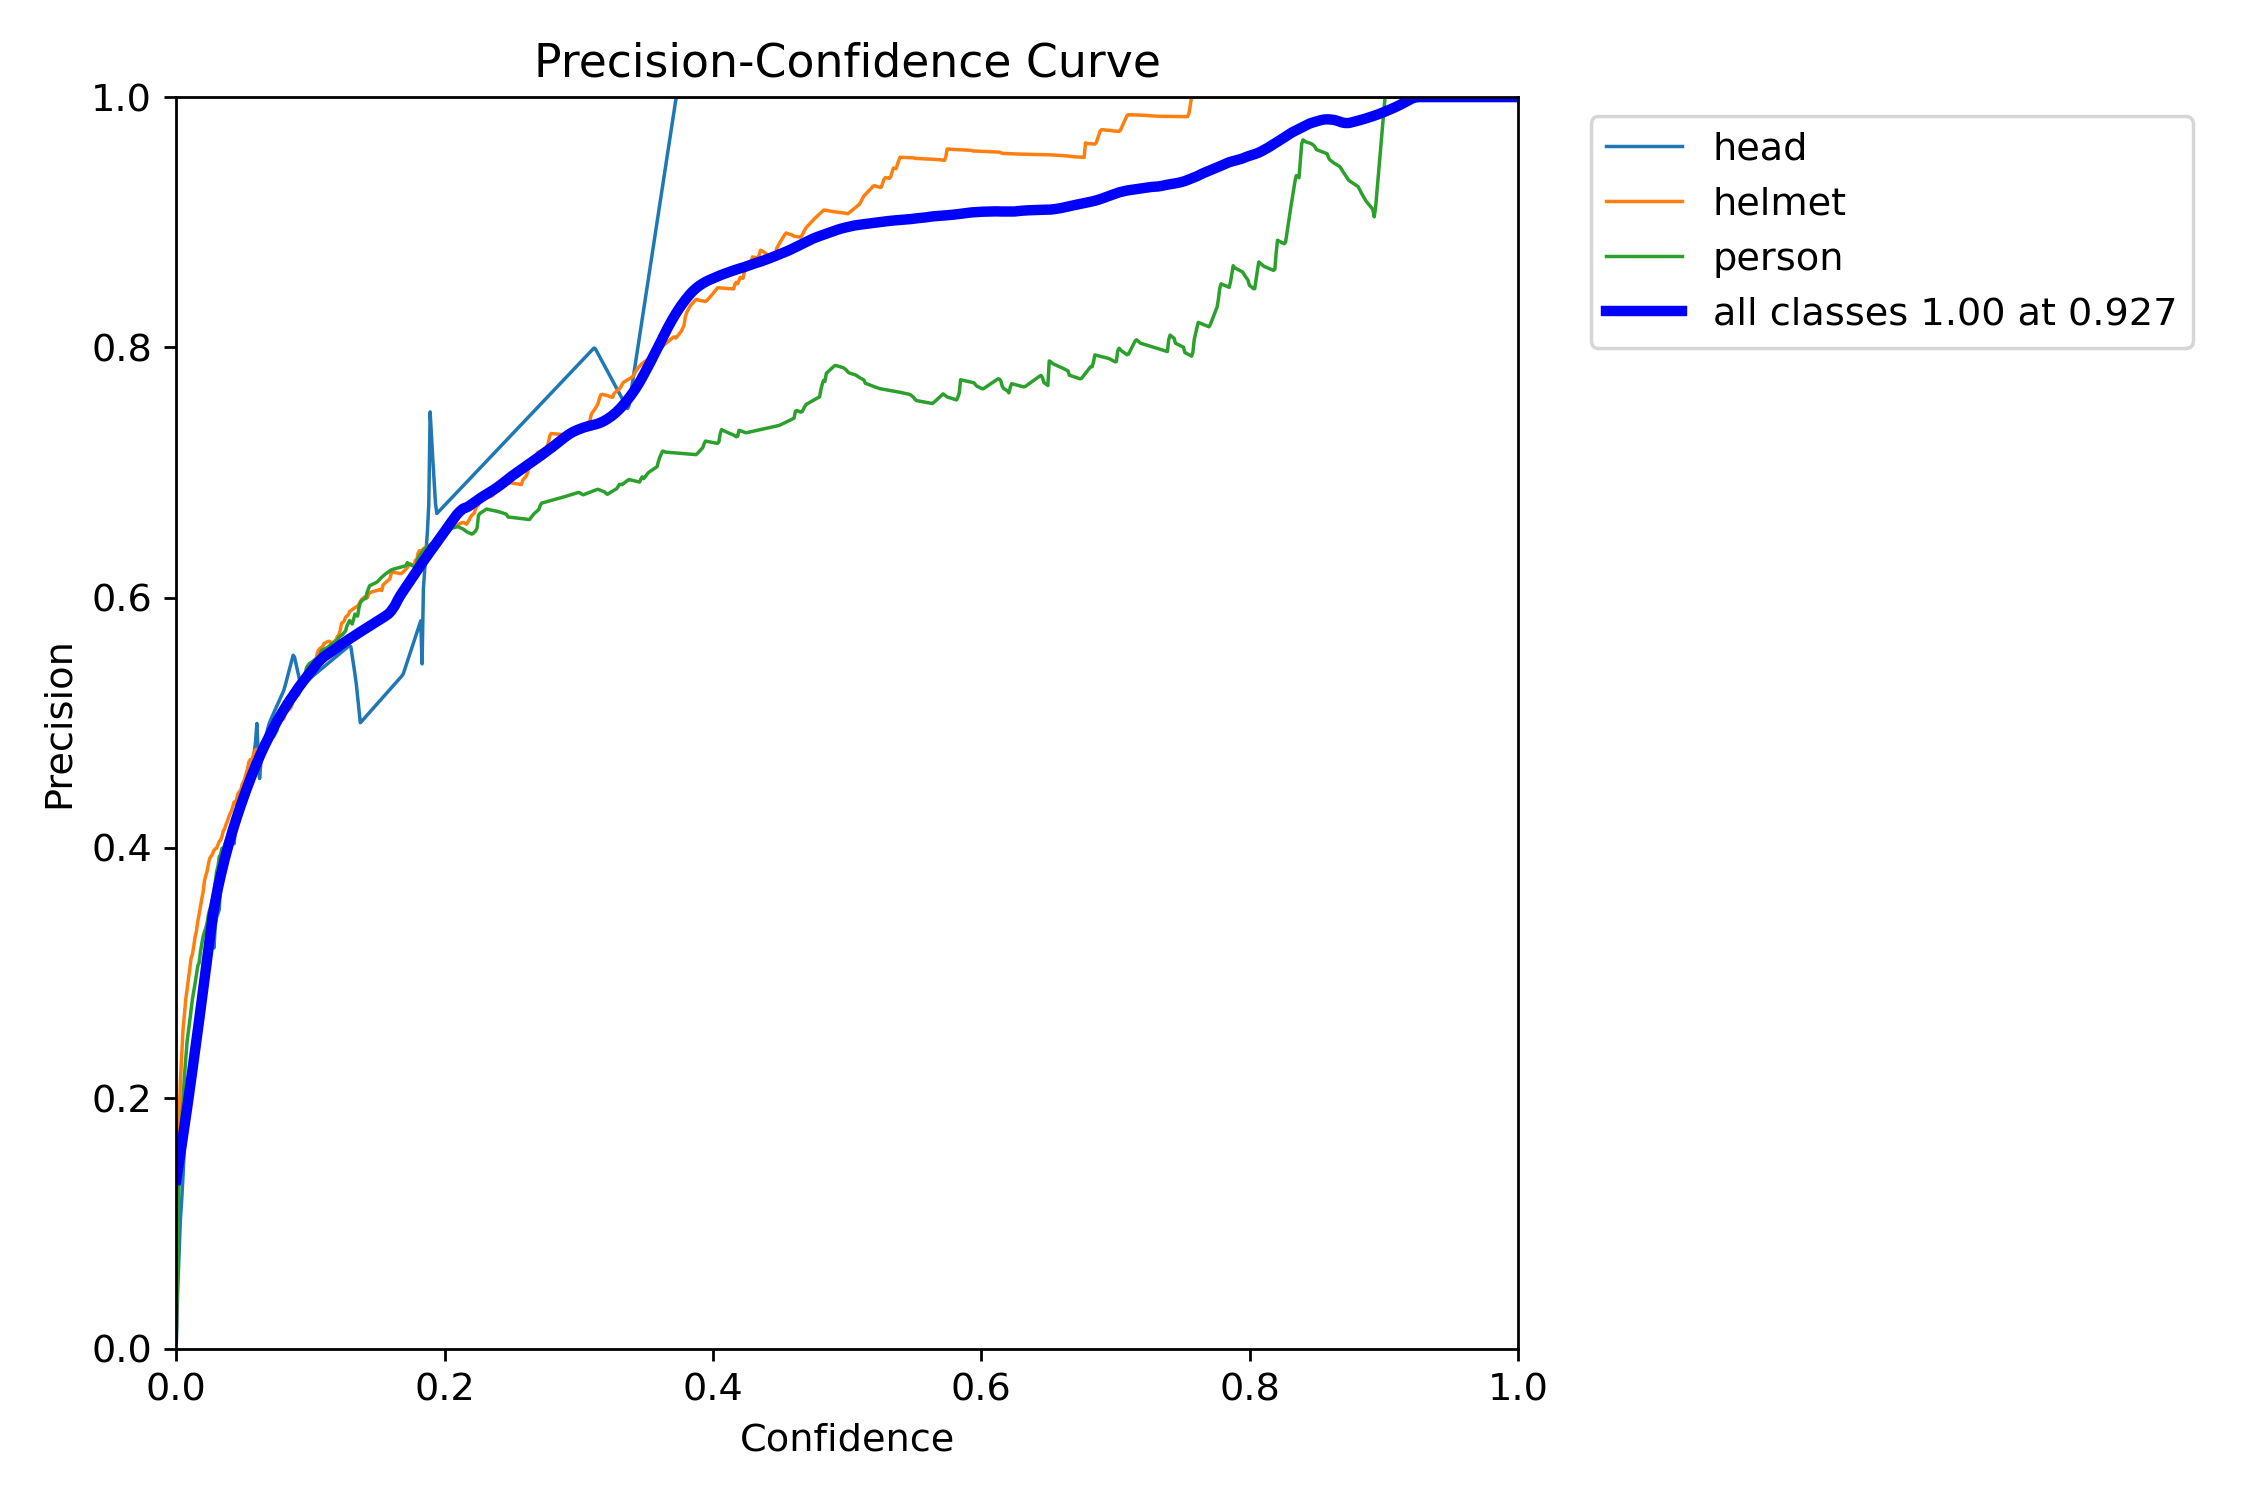 Precision-Confidence Curve
1.0
0.8
0.6
0.4
0.2
0.0
Precision
0.0 0.2 0.4 0.6 0.8 1.0
Confidence
head
helmet
person
all classes 1.00 at 0.927